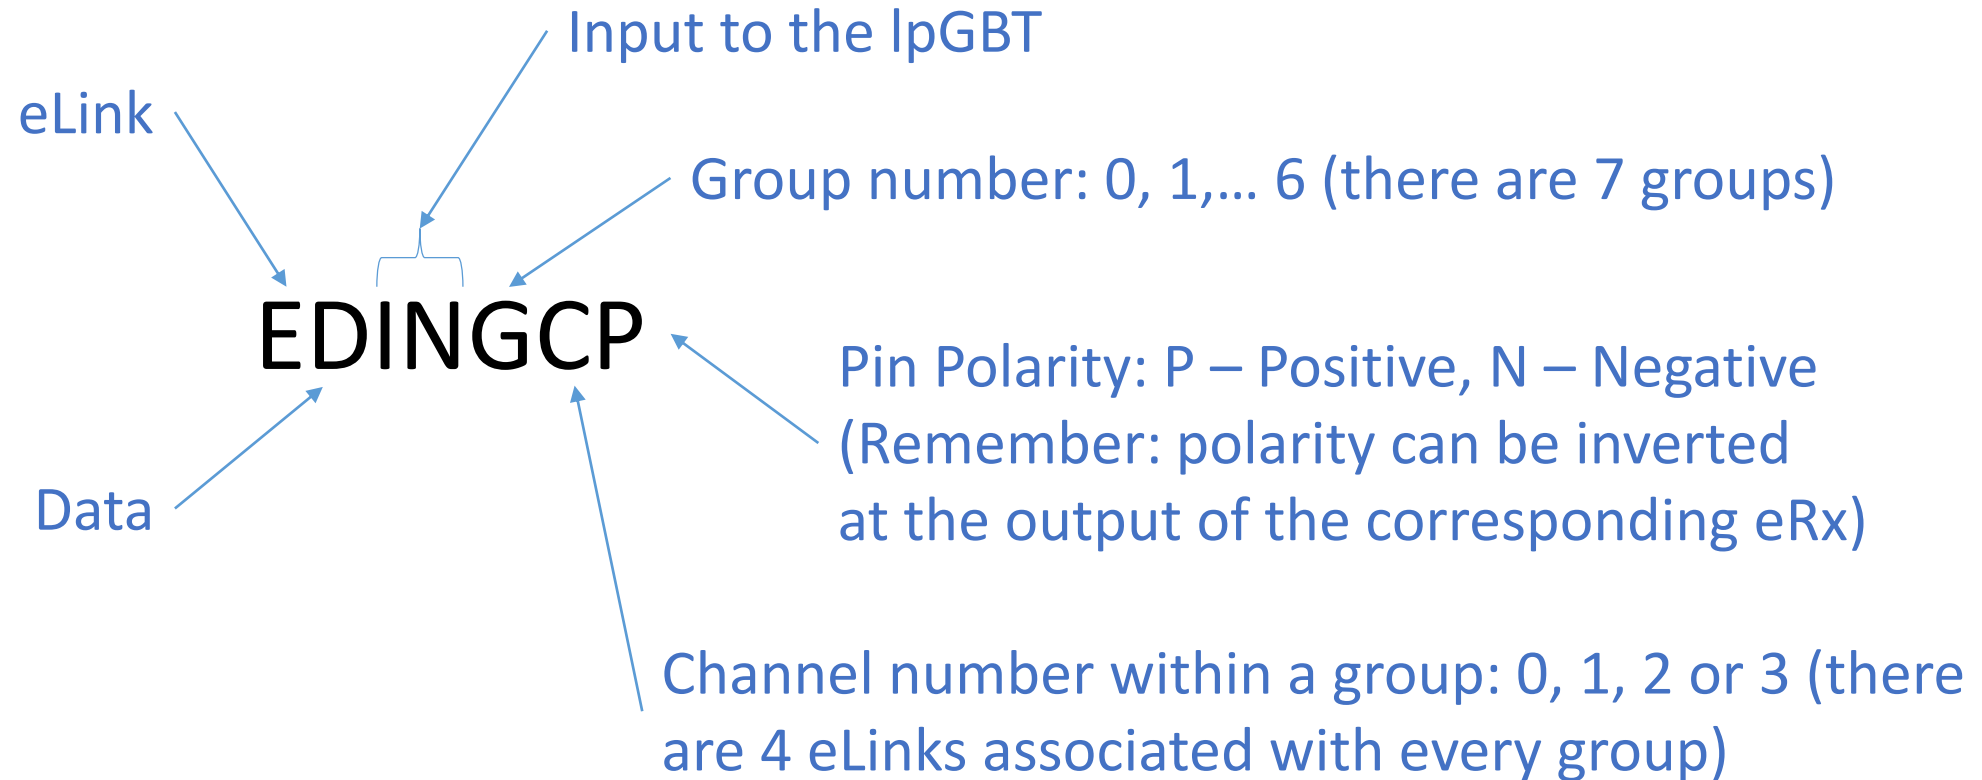 Input to the lpGBT
eLink
Group number: 0, 1,... 6 (there are 7 groups)
EDINGCP
Pin Polarity: P – Positive, N – Negative
(Remember: polarity can be inverted
at the output of the corresponding eRx)
Data
Channel number within a group: 0, 1, 2 or 3 (there
are 4 eLinks associated with every group)